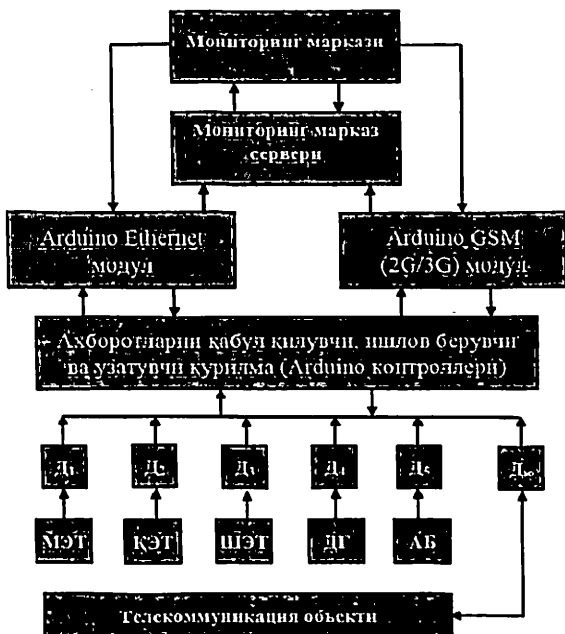 Мониторинг маркази
Мониторинг марказ
сервери
Arduino Ethernet
модул
Arduino GSM
(2G/3G) модул
Ахборотларни қабул қилувчи, ишлов берувчи
ва узатувчи қурилма (Arduino контроллери)
Д₁
Д₂
Д₃
Д₄
Д₅
МЭТ
ҚЭТ
ШЭТ
ДГ
АБ
Телекоммуникация объекти